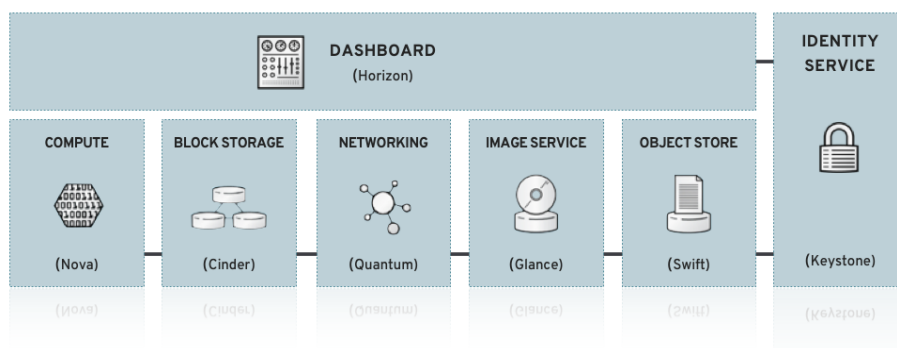 DASHBOARD
(Horizon)
IDENTITY
SERVICE
(Keystone)
COMPUTE
(Nova)
BLOCK STORAGE
(Cinder)
NETWORKING
(Quantum)
IMAGE SERVICE
(Glance)
OBJECT STORE
(Swift)